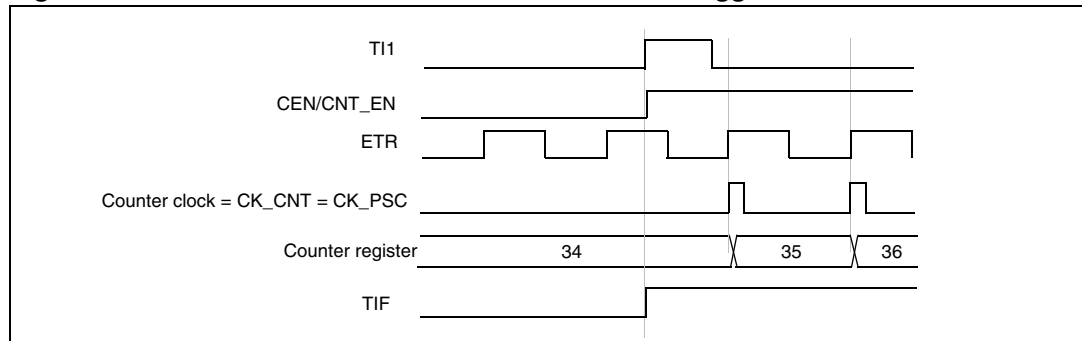 TI1
CEN/CNT_EN
ETR
Counter clock = CK_CNT = CK_PSC
Counter register 34 35 36
TIF